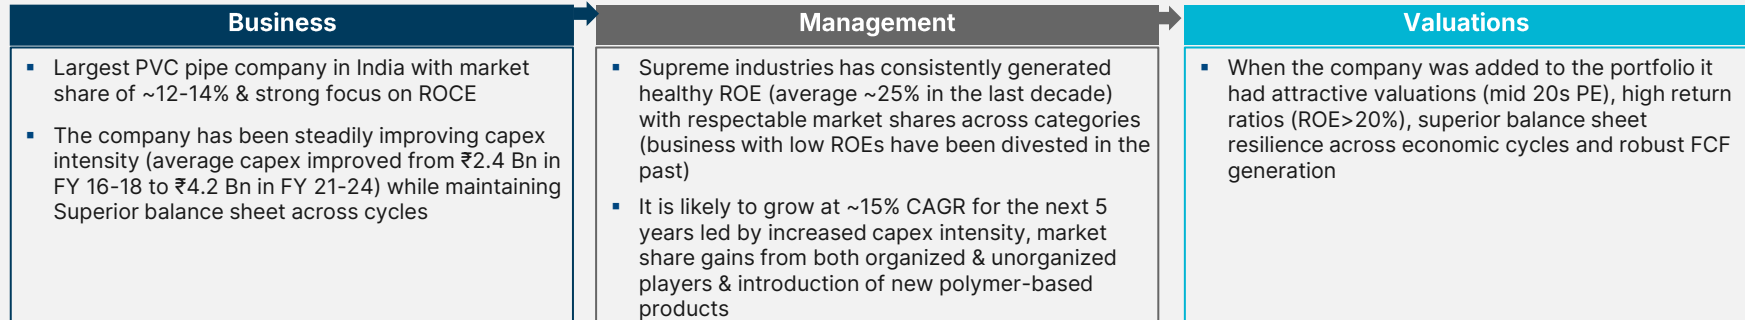 Business
Largest PVC pipe company in India with market
share of ~12-14% & strong focus on ROCE
The company has been steadily improving capex
intensity (average capex improved from ₹2.4 Bn in
FY 16-18 to ₹4.2 Bn in FY 21-24) while maintaining
Superior balance sheet across cycles
Management
Supreme industries has consistently generated
healthy ROE (average ~25% in the last decade)
with respectable market shares across categories
(business with low ROEs have been divested in the
past)
It is likely to grow at ~15% CAGR for the next 5
years led by increased capex intensity, market
share gains from both organized & unorganized
players & introduction of new polymer-based
products
Valuations
When the company was added to the portfolio it
had attractive valuations (mid 20s PE), high return
ratios (ROE>20%), superior balance sheet
resilience across economic cycles and robust FCF
generation